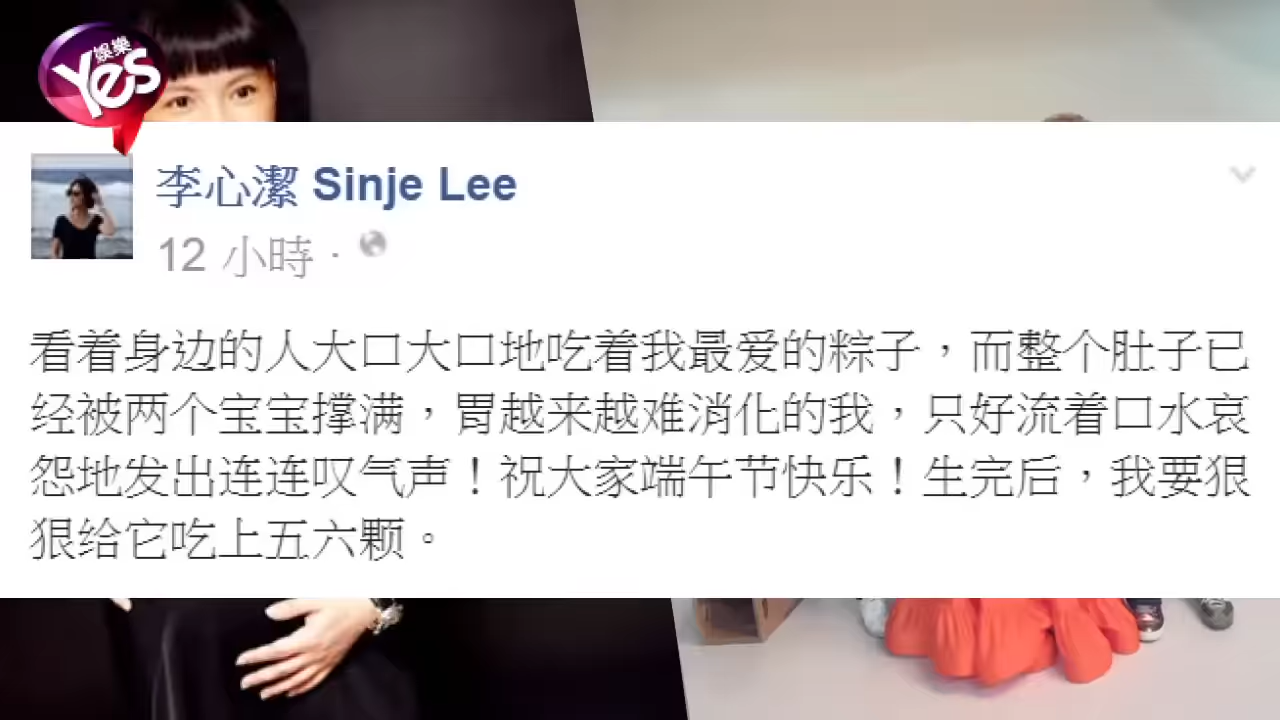 娛樂
Yes
李心潔 Sinje Lee
12 小時 ·
看着身边的人大口大口地吃着我最爱的粽子，而整个肚子已
经被两个宝宝撑满，胃越来越难消化的我，只好流着口水哀
怨地发出连连叹气声！祝大家端午节快乐！生完后，我要狠
狠给它吃上五六颗。